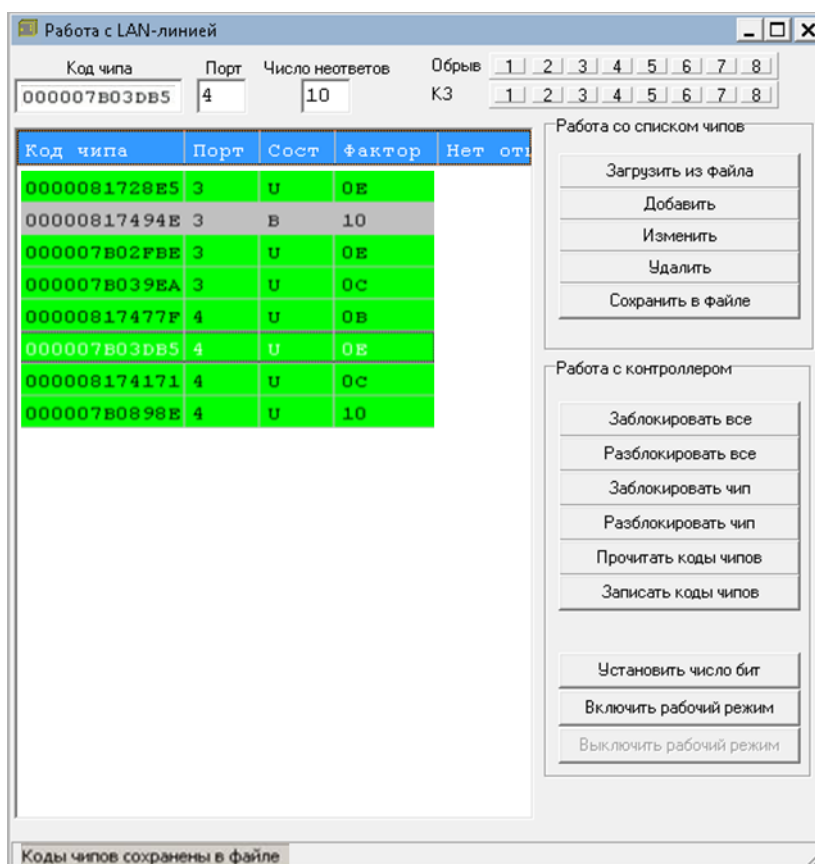 Работа с LAN-линией
Код чипа Порт Число неответов Обрыв 1 2 3 4 5 6 7 8
000007B03DB5 4 10 КЗ 1 2 3 4 5 6 7 8
Работа со списком чипов
Код чипа Порт Сост Фактор Нет отц
0000081728E5 3 U 0E
00000817494E 3 B 10
000007B02FBE 3 U 0E
000007B039EA 3 U 0C
00000817477F 4 U 0B
000007B03DB5 4 U 0E
000008174171 4 U 0C
000007B0898E 4 U 10
Загрузить из файла
Добавить
Изменить
Удалить
Сохранить в файле
Работа с контроллером
Заблокировать все
Разблокировать все
Заблокировать чип
Разблокировать чип
Прочитать коды чипов
Записать коды чипов
Установить число бит
Включить рабочий режим
Выключить рабочий режим
Коды чипов сохранены в файле